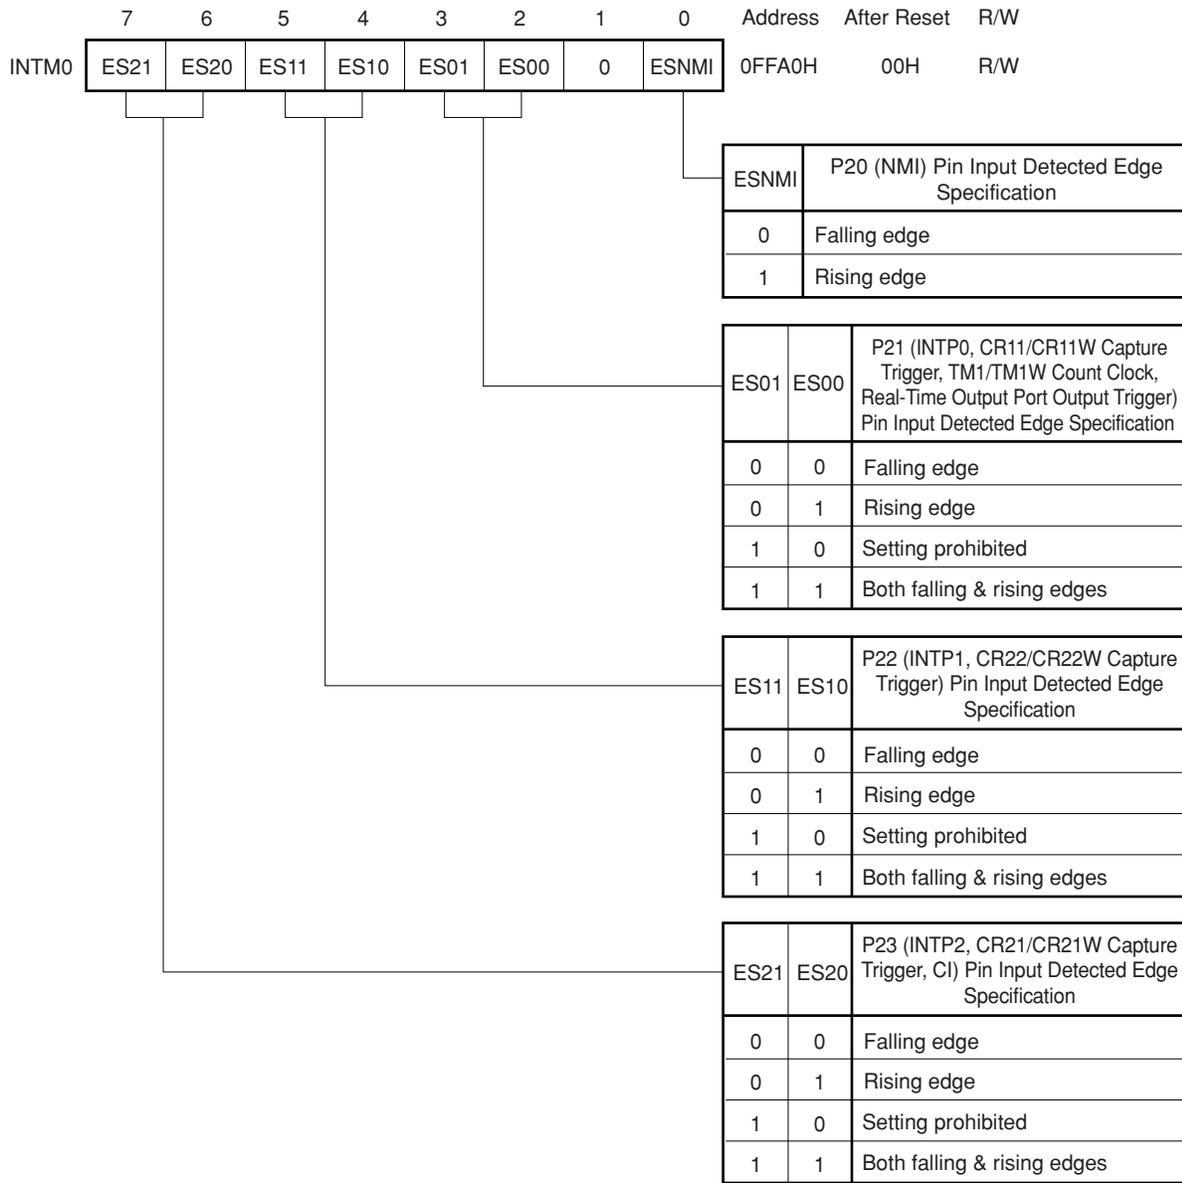 7 6 5 4 3 2 1 0 Address After Reset R/W
INTM0 ES21 ES20 ES11 ES10 ES01 ES00 0 ESNMI 0FFA0H 00H R/W
ESNMI P20 (NMI) Pin Input Detected Edge
Specification
0 Falling edge
1 Rising edge
ES01 ES00 P21 (INTP0, CR11/CR11W Capture
Trigger, TM1/TM1W Count Clock,
Real-Time Output Port Output Trigger)
Pin Input Detected Edge Specification
0 0 Falling edge
0 1 Rising edge
1 0 Setting prohibited
1 1 Both falling & rising edges
ES11 ES10 P22 (INTP1, CR22/CR22W Capture
Trigger) Pin Input Detected Edge
Specification
0 0 Falling edge
0 1 Rising edge
1 0 Setting prohibited
1 1 Both falling & rising edges
ES21 ES20 P23 (INTP2, CR21/CR21W Capture
Trigger, CI) Pin Input Detected Edge
Specification
0 0 Falling edge
0 1 Rising edge
1 0 Setting prohibited
1 1 Both falling & rising edges